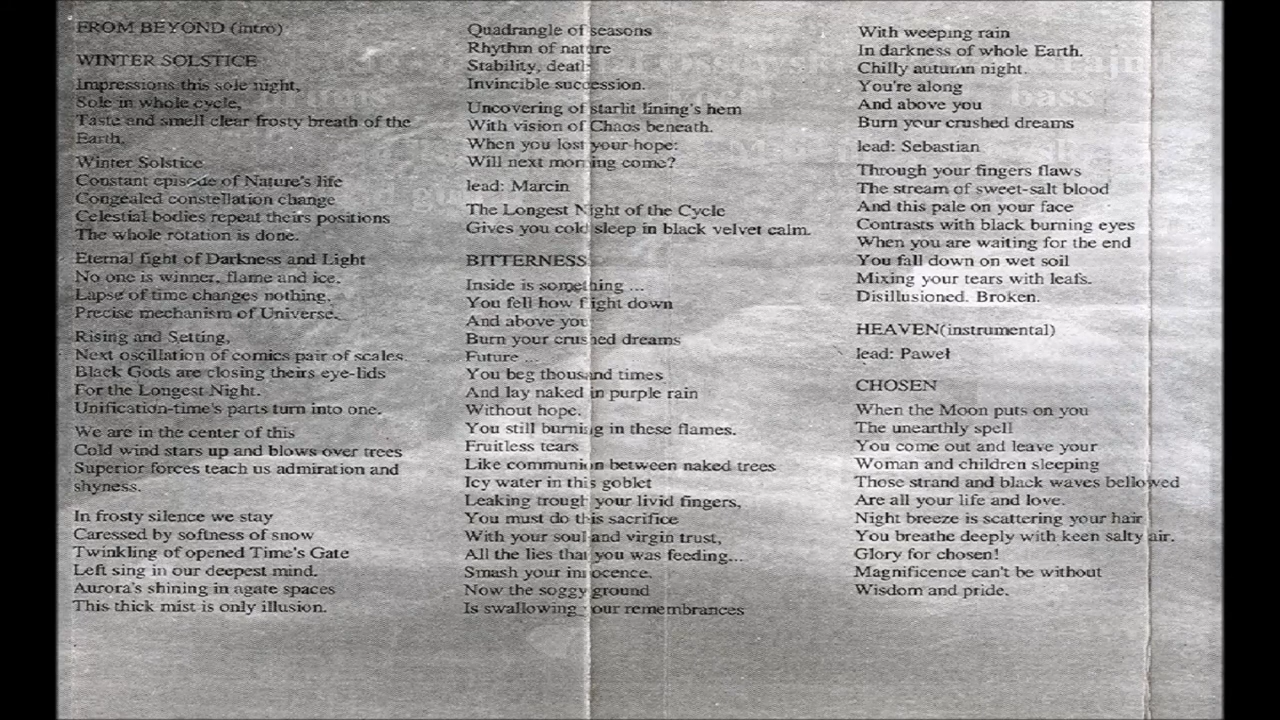 FROM BEYOND (intro)
WINTER SOLSTICE
Impressions this sole night,
Sole in whole cycle,
Taste and smell clear frosty breath of the
Earth.
Winter Solstice
Constant episode of Nature's life
Congealed constellation change
Celestial bodies repeat theirs positions
The whole rotation is done.
Eternal fight of Darkness and Light
No one is winner, flame and ice.
Lapse of time changes nothing.
Precise mechanism of Universe.
Rising and Setting,
Next oscillation of comics pair of scales.
Black Gods are closing theirs eye-lids
For the Longest Night.
Unification-time's parts turn into one.
We are in the center of this
Cold wind stars up and blows over trees
Superior forces teach us admiration and
shyness.
In frosty silence we stay
Caressed by softness of snow
Twinkling of opened Time's Gate
Left sing in our deepest mind.
Aurora's shining in agate spaces
This thick mist is only illusion.
Quadrangle of seasons
Rhythm of nature
Stability, death
Invincible succession.
Uncovering of starlit lining's hem
With vision of Chaos beneath.
When you lost your hope:
Will next morning come?
lead: Marcin
The Longest Night of the Cycle
Gives you cold sleep in black velvet calm.
BITTERNESS
Inside is something ...
You fell how flight down
And above you
Burn your crushed dreams
Future ...
You beg thousand times
And lay naked in purple rain
Without hope.
You still burning in these flames.
Fruitless tears
Like communion between naked trees
Icy water in this goblet
Leaking trough your livid fingers,
You must do this sacrifice
With your soul and virgin trust,
All the lies that you was feeding...
Smash your innocence.
Now the soggy ground
Is swallowing our remembrances
With weeping rain
In darkness of whole Earth.
Chilly autumn night.
You're along
And above you
Burn your crushed dreams
lead: Sebastian
Through your fingers flaws
The stream of sweet-salt blood
And this pale on your face
Contrasts with black burning eyes
When you are waiting for the end
You fall down on wet soil
Mixing your tears with leafs.
Disillusioned. Broken.
HEAVEN(instrumental)
lead: Paweł
CHOSEN
When the Moon puts on you
The unearthly spell
You come out and leave your
Woman and children sleeping
Those strand and black waves bellowed
Are all your life and love.
Night breeze is scattering your hair
You breathe deeply with keen salty air.
Glory for chosen!
Magnificence can't be without
Wisdom and pride.